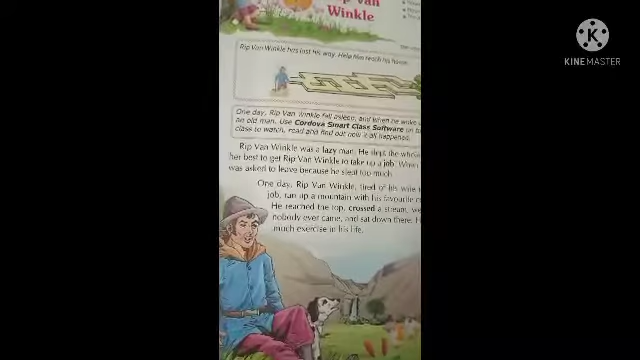 Rip Van
Winkle
Rip Van Winkle has lost his way. Help him reach his home.
One day, Rip Van Winkle fell asleep, and when he woke
an old man. Use Cordova Smart Class Software on
class to watch, read and find out how it all happened.
Rip Van Winkle was a lazy man. He slept the whole
her best to get Rip Van Winkle to take up a job. When
was asked to leave because he slept too much.
One day, Rip Van Winkle, tired of his wife
job, ran up a mountain with his favourite
He reached the top, crossed a stream,
nobody ever came, and sat down there.
much exercise in his life.
K
KINEMASTER